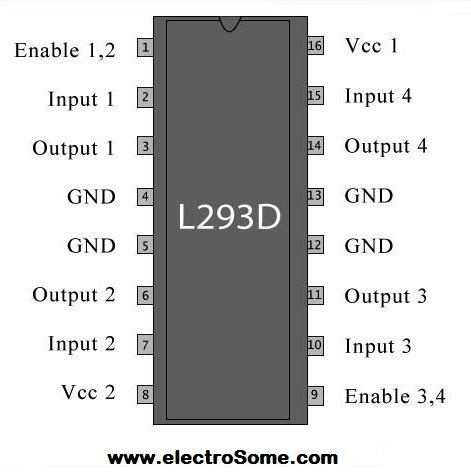 Enable 1,2 1 16 Vcc 1
Input 1 2 15 Input 4
Output 1 3 14 Output 4
GND 4 13 GND
L293D
GND 5 12 GND
Output 2 6 11 Output 3
Input 2 7 10 Input 3
Vcc 2 8 9 Enable 3,4
www.electroSome.com